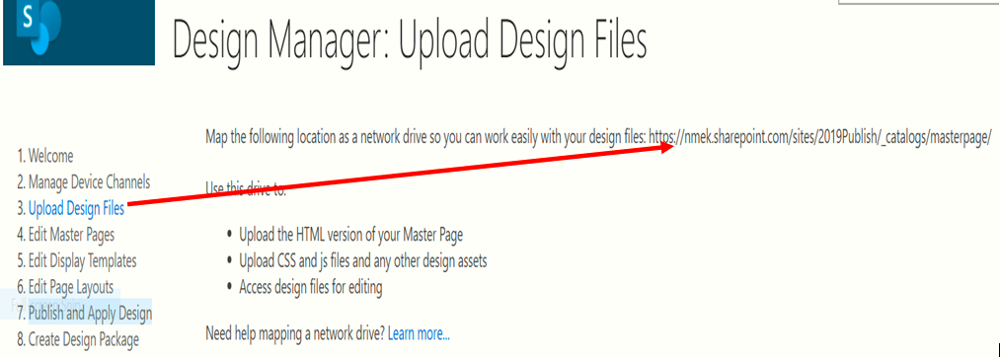 S
Design Manager: Upload Design Files
Map the following location as a network drive so you can work easily with your design files: https://nmek.sharepoint.com/sites/2019Publish/_catalogs/masterpage/
1. Welcome
2. Manage Device Channels
3. Upload Design Files
4. Edit Master Pages
5. Edit Display Templates
6. Edit Page Layouts
7. Publish and Apply Design
8. Create Design Package
Use this drive to:
• Upload the HTML version of your Master Page
• Upload CSS and js files and any other design assets
• Access design files for editing
Need help mapping a network drive? Learn more...